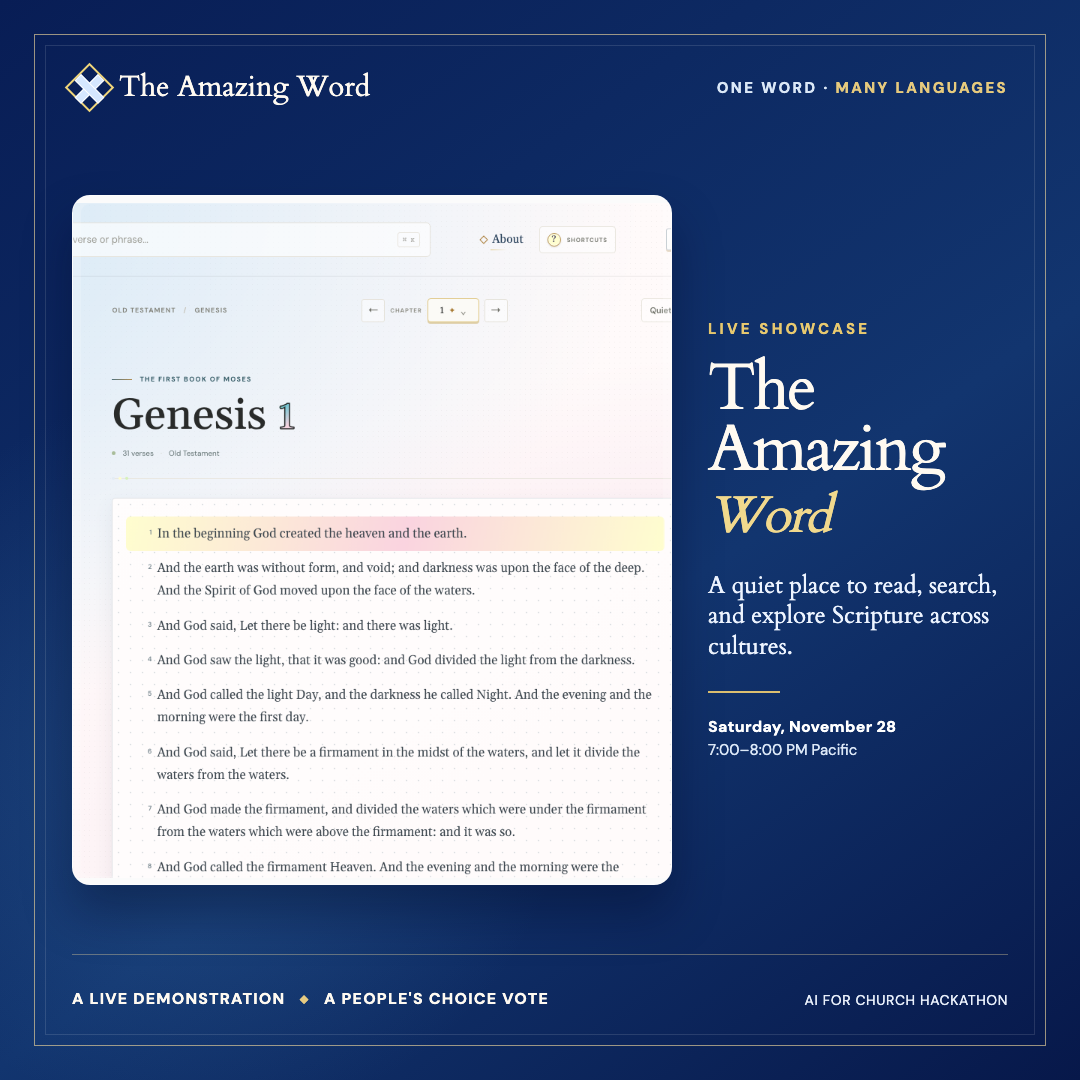 The Amazing Word
ONE WORD · MANY LANGUAGES
verse or phrase...
⌘ K
About
? SHORTCUTS
OLD TESTAMENT / GENESIS
← CHAPTER 1 →
Quiet
THE FIRST BOOK OF MOSES
Genesis 1
31 verses Old Testament
1 In the beginning God created the heaven and the earth.
2 And the earth was without form, and void; and darkness was upon the face of the deep.
And the Spirit of God moved upon the face of the waters.
3 And God said, Let there be light: and there was light.
4 And God saw the light, that it was good: and God divided the light from the darkness.
5 And God called the light Day, and the darkness he called Night. And the evening and the
morning were the first day.
6 And God said, Let there be a firmament in the midst of the waters, and let it divide the
waters from the waters.
7 And God made the firmament, and divided the waters which were under the firmament
from the waters which were above the firmament: and it was so.
8 And God called the firmament Heaven. And the evening and the morning were the
LIVE SHOWCASE
The
Amazing
Word
A quiet place to read, search,
and explore Scripture across
cultures.
Saturday, November 28
7:00–8:00 PM Pacific
A LIVE DEMONSTRATION ◆ A PEOPLE'S CHOICE VOTE
AI FOR CHURCH HACKATHON